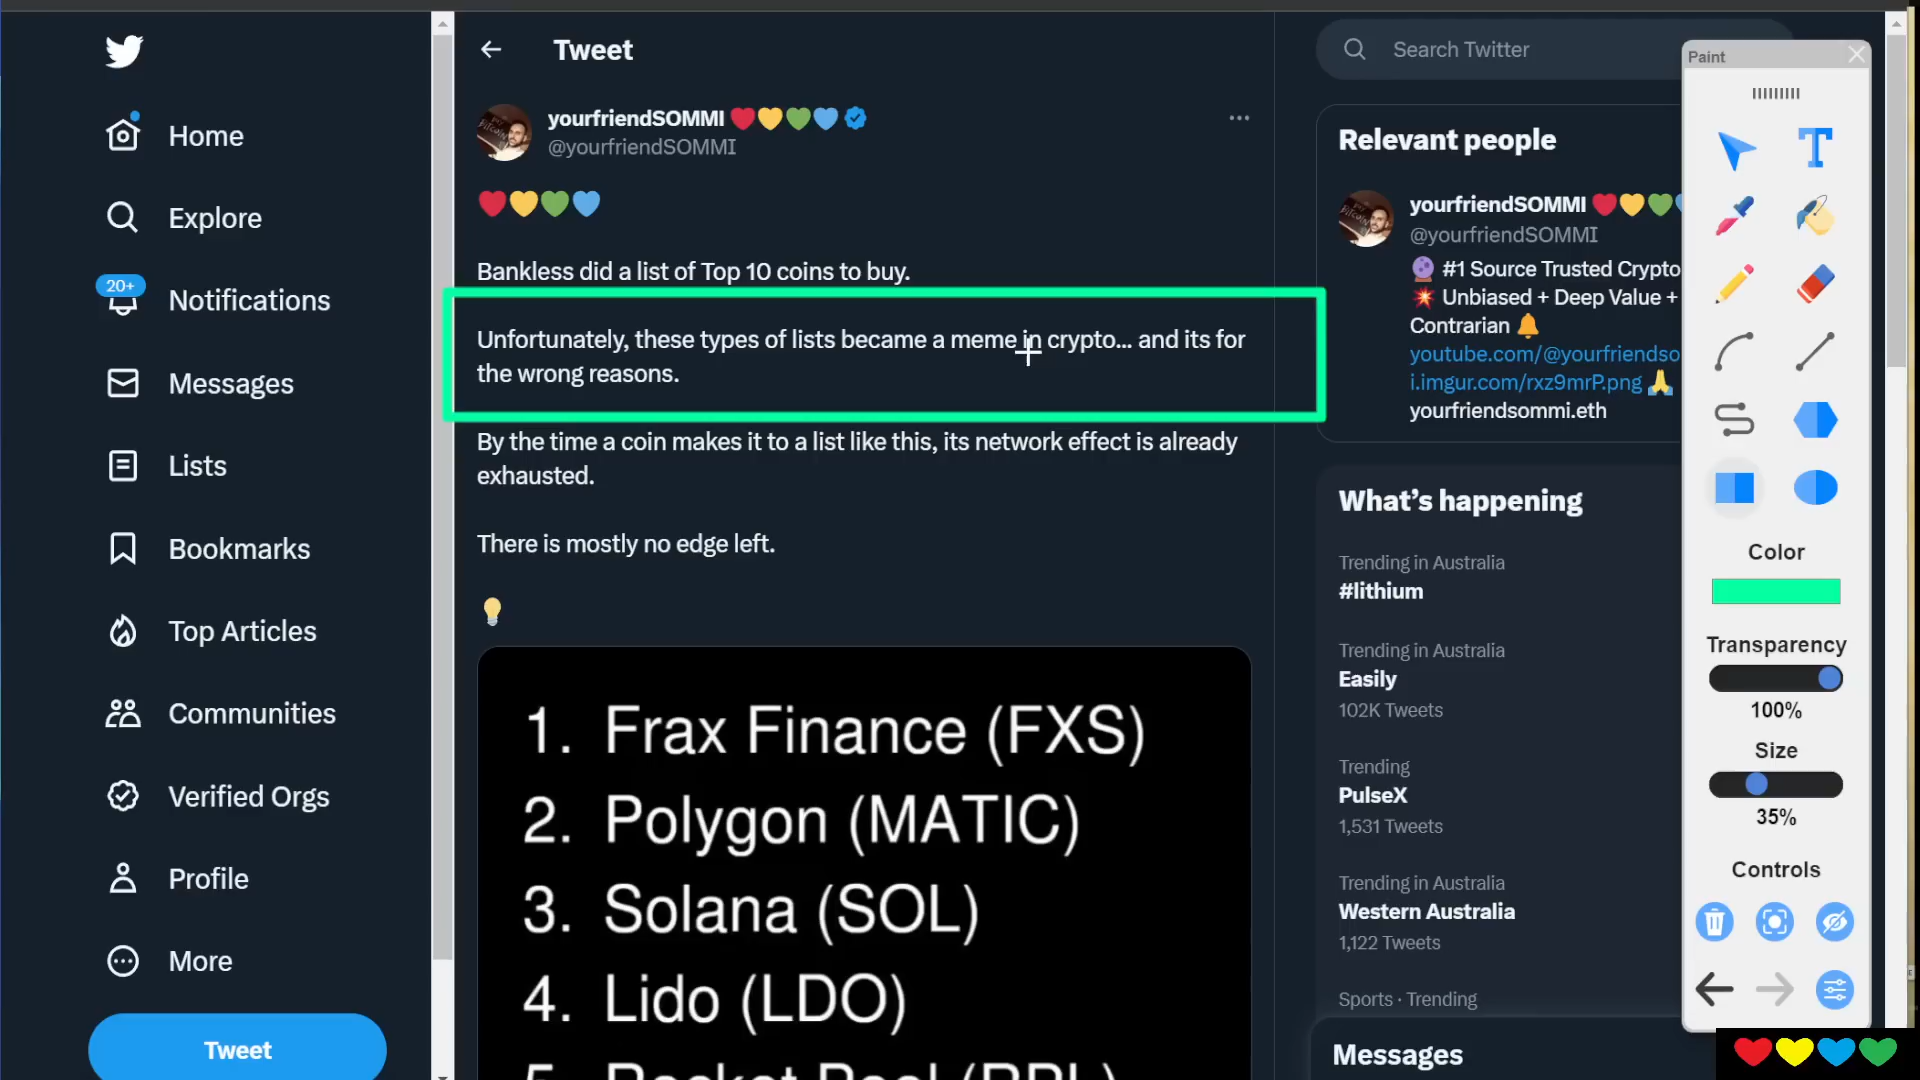 Home
Explore
20+
Notifications
Messages
Lists
Bookmarks
Top Articles
Communities
Verified Orgs
Profile
More
Tweet
Tweet
yourfriendSOMMI ❤️💛💚💙
@yourfriendSOMMI
❤️💛💚💙
Bankless did a list of Top 10 coins to buy.
Unfortunately, these types of lists became a meme in crypto... and its for
the wrong reasons.
By the time a coin makes it to a list like this, its network effect is already
exhausted.
There is mostly no edge left.
💡
1. Frax Finance (FXS)
2. Polygon (MATIC)
3. Solana (SOL)
4. Lido (LDO)
Search Twitter
Relevant people
yourfriendSOMMI ❤️💛💚
@yourfriendSOMMI
🔮 #1 Source Trusted Crypto
💥 Unbiased + Deep Value +
Contrarian 🔔
youtube.com/@yourfriendso
i.imgur.com/rxz9mrP.png 🙏
yourfriendsommi.eth
What's happening
Trending in Australia
#lithium
Trending in Australia
Easily
102K Tweets
Trending
PulseX
1,531 Tweets
Trending in Australia
Western Australia
1,122 Tweets
Sports · Trending
Messages
Paint
Color
Transparency
100%
Size
35%
Controls